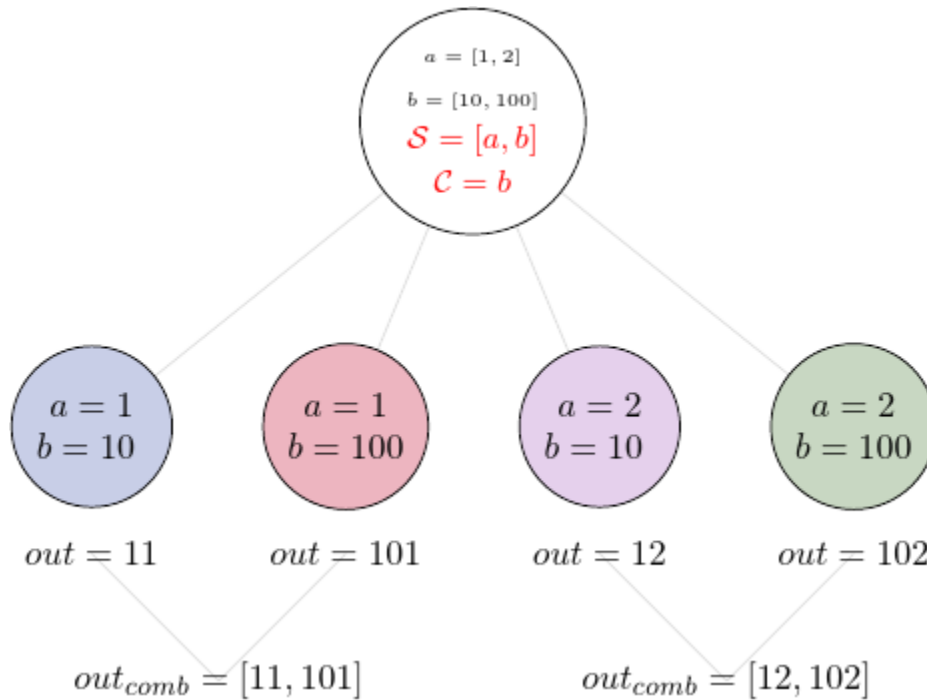 a = [1, 2]
b = [10, 100]
𝒮 = [a, b]
𝒞 = b
a = 1
b = 10
a = 1
b = 100
a = 2
b = 10
a = 2
b = 100
out = 11
out = 101
out = 12
out = 102
out_comb = [11, 101]
out_comb = [12, 102]